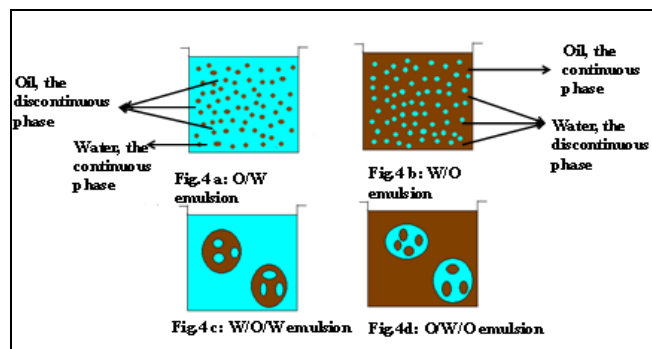 Oil, the
discontinuous
phase
Water, the
continuous
phase
Fig.4 a: O/W
emulsion
Oil, the
continuous
phase
Water, the
discontinuous
phase
Fig.4 b: W/O
emulsion
Fig.4 c: W/O/W emulsion
Fig.4d: O/W/O emulsion